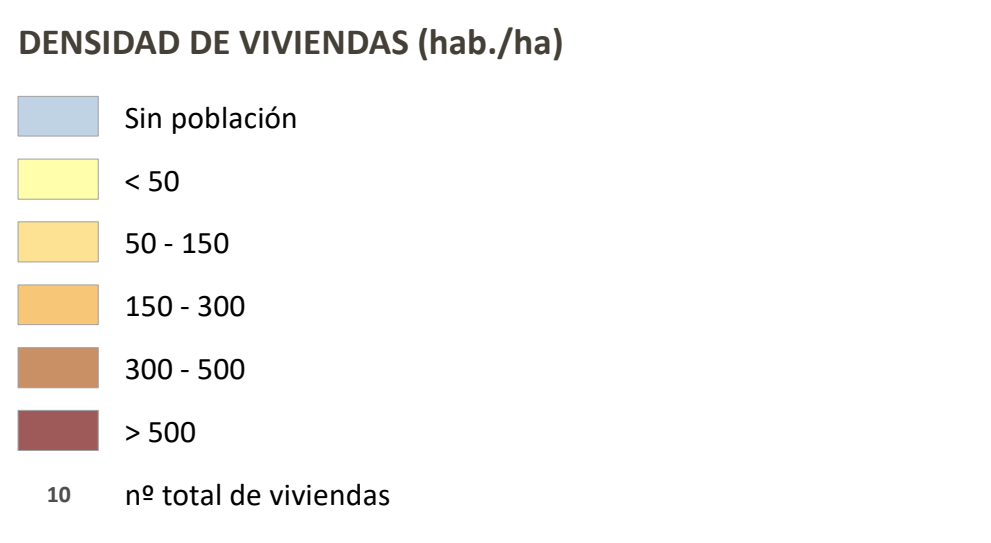 DENSIDAD DE VIVIENDAS (hab./ha)
Sin población
< 50
50 - 150
150 - 300
300 - 500
> 500
10 nº total de viviendas